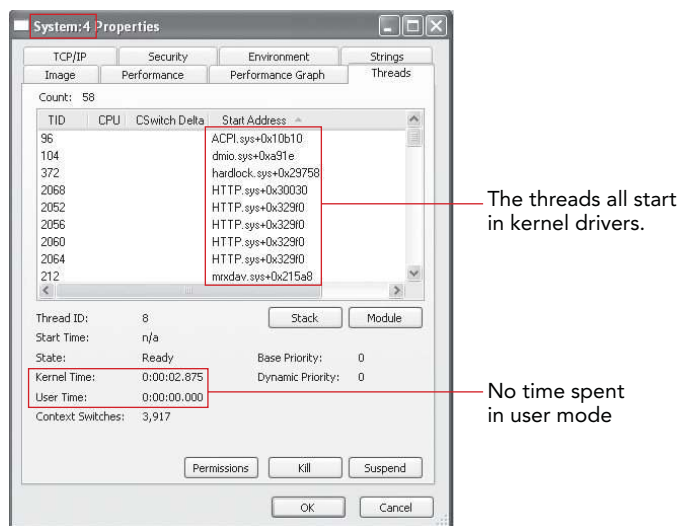 System:4 Properties
TCP/IP Security Environment Strings
Image Performance Performance Graph Threads
Count: 58
TID CPU CSwitch Delta Start Address
96 ACPI.sys+0x10b10
104 dmio.sys+0xa91e
372 hardlock.sys+0x29758
2068 HTTP.sys+0x30030
2052 HTTP.sys+0x329f0
2056 HTTP.sys+0x329f0
2060 HTTP.sys+0x329f0
2064 HTTP.sys+0x329f0
212 mrxdav.sys+0x215a8
The threads all start
in kernel drivers.
Thread ID: 8 Stack Module
Start Time: n/a
State: Ready Base Priority: 0
Kernel Time: 0:00:02.875 Dynamic Priority: 0
User Time: 0:00:00.000
Context Switches: 3,917
No time spent
in user mode
Permissions Kill Suspend
OK Cancel